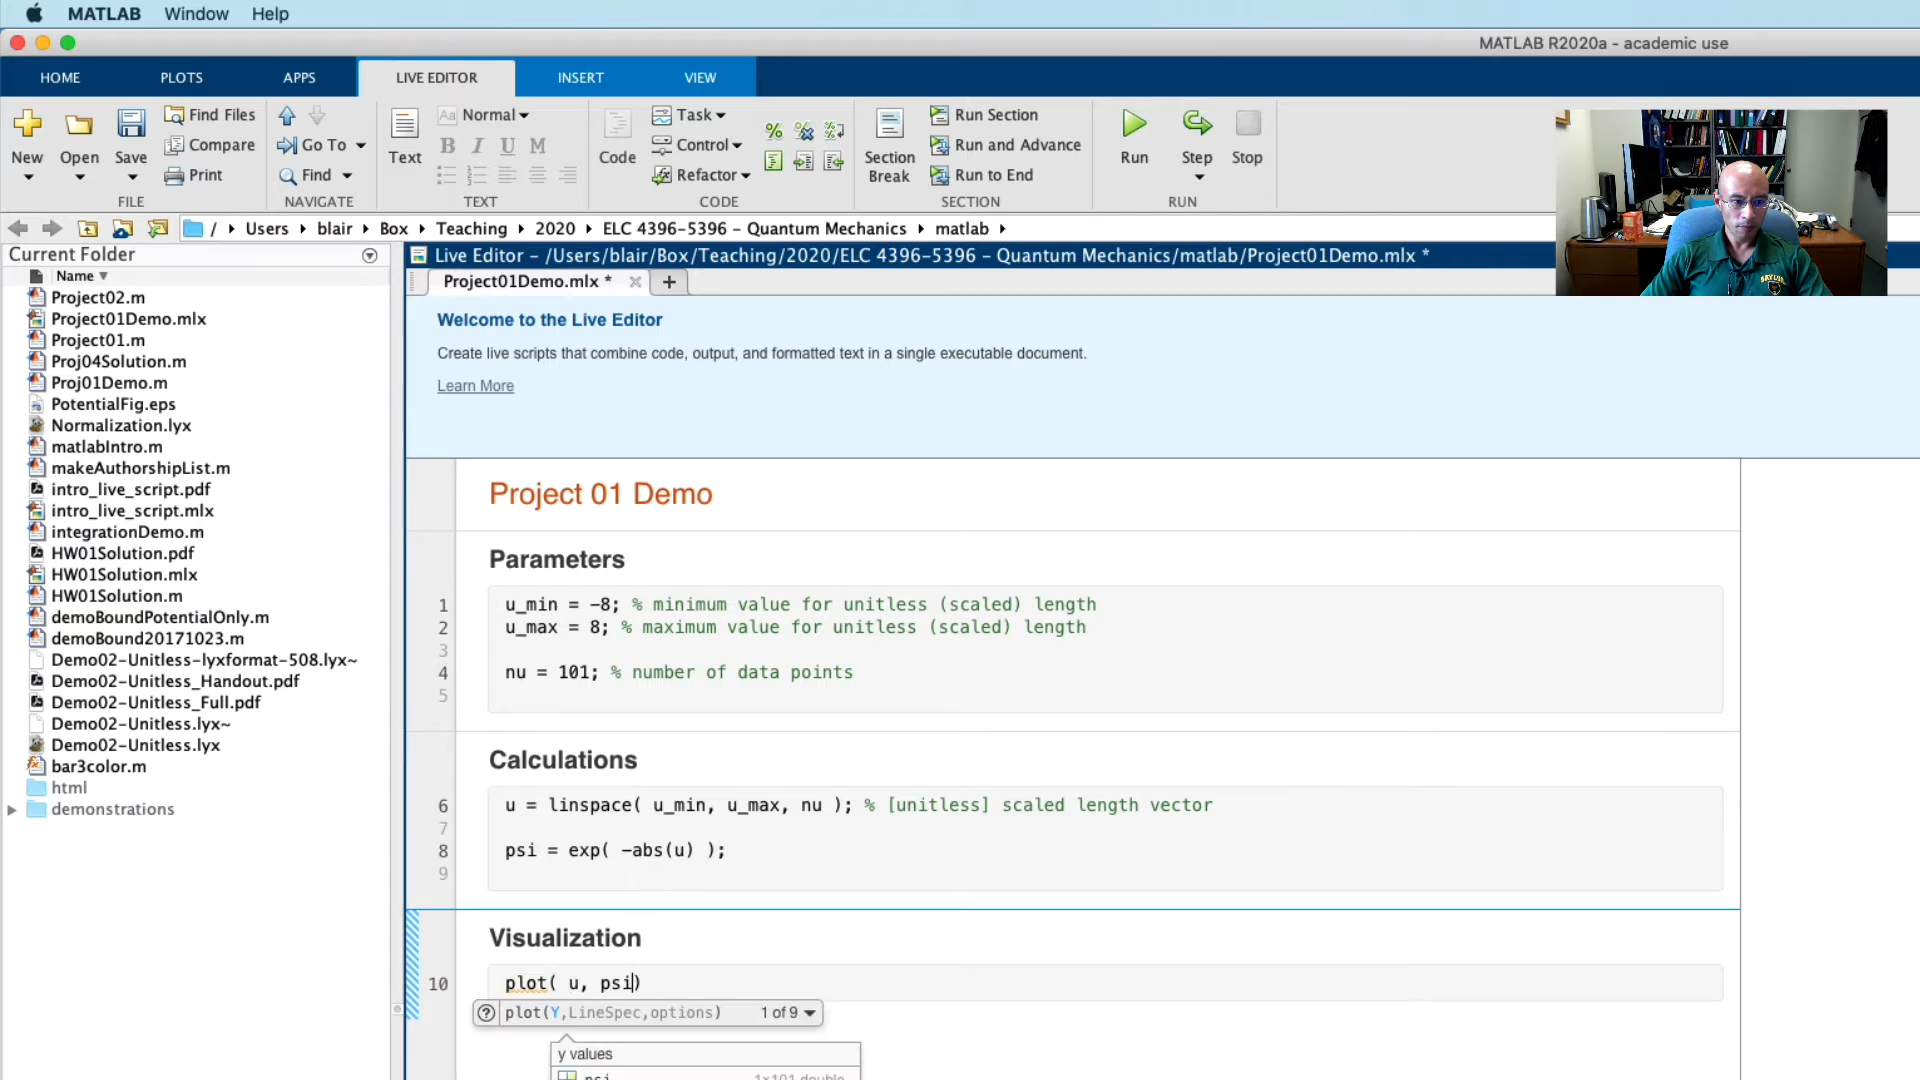 MATLAB Window Help
MATLAB R2020a - academic use
HOME PLOTS APPS LIVE EDITOR INSERT VIEW
New Open Save Find Files Compare Print FILE
Go To Find NAVIGATE
Text Aa Normal B I U M TEXT
Code Task Control Refactor CODE
Section Break Run Section Run and Advance Run to End SECTION
Run Step Stop RUN
/ Users blair Box Teaching 2020 ELC 4396-5396 - Quantum Mechanics matlab
Current Folder
Name
Project02.m
Project01Demo.mlx
Project01.m
Proj04Solution.m
Proj01Demo.m
PotentialFig.eps
Normalization.lyx
matlabIntro.m
makeAuthorshipList.m
intro_live_script.pdf
intro_live_script.mlx
integrationDemo.m
HW01Solution.pdf
HW01Solution.mlx
HW01Solution.m
demoBoundPotentialOnly.m
demoBound20171023.m
Demo02-Unitless-lyxformat-508.lyx~
Demo02-Unitless_Handout.pdf
Demo02-Unitless_Full.pdf
Demo02-Unitless.lyx~
Demo02-Unitless.lyx
bar3color.m
html
demonstrations
Live Editor - /Users/blair/Box/Teaching/2020/ELC 4396-5396 - Quantum Mechanics/matlab/Project01Demo.mlx *
Project01Demo.mlx * +
Welcome to the Live Editor
Create live scripts that combine code, output, and formatted text in a single executable document.
Learn More
Project 01 Demo
Parameters
1 u_min = -8; % minimum value for unitless (scaled) length
2 u_max = 8; % maximum value for unitless (scaled) length
3
4 nu = 101; % number of data points
5
Calculations
6 u = linspace( u_min, u_max, nu ); % [unitless] scaled length vector
7
8 psi = exp( -abs(u) );
9
Visualization
10 plot( u, psi)
plot(Y,LineSpec,options) 1 of 9
y values
psi 1x101 double